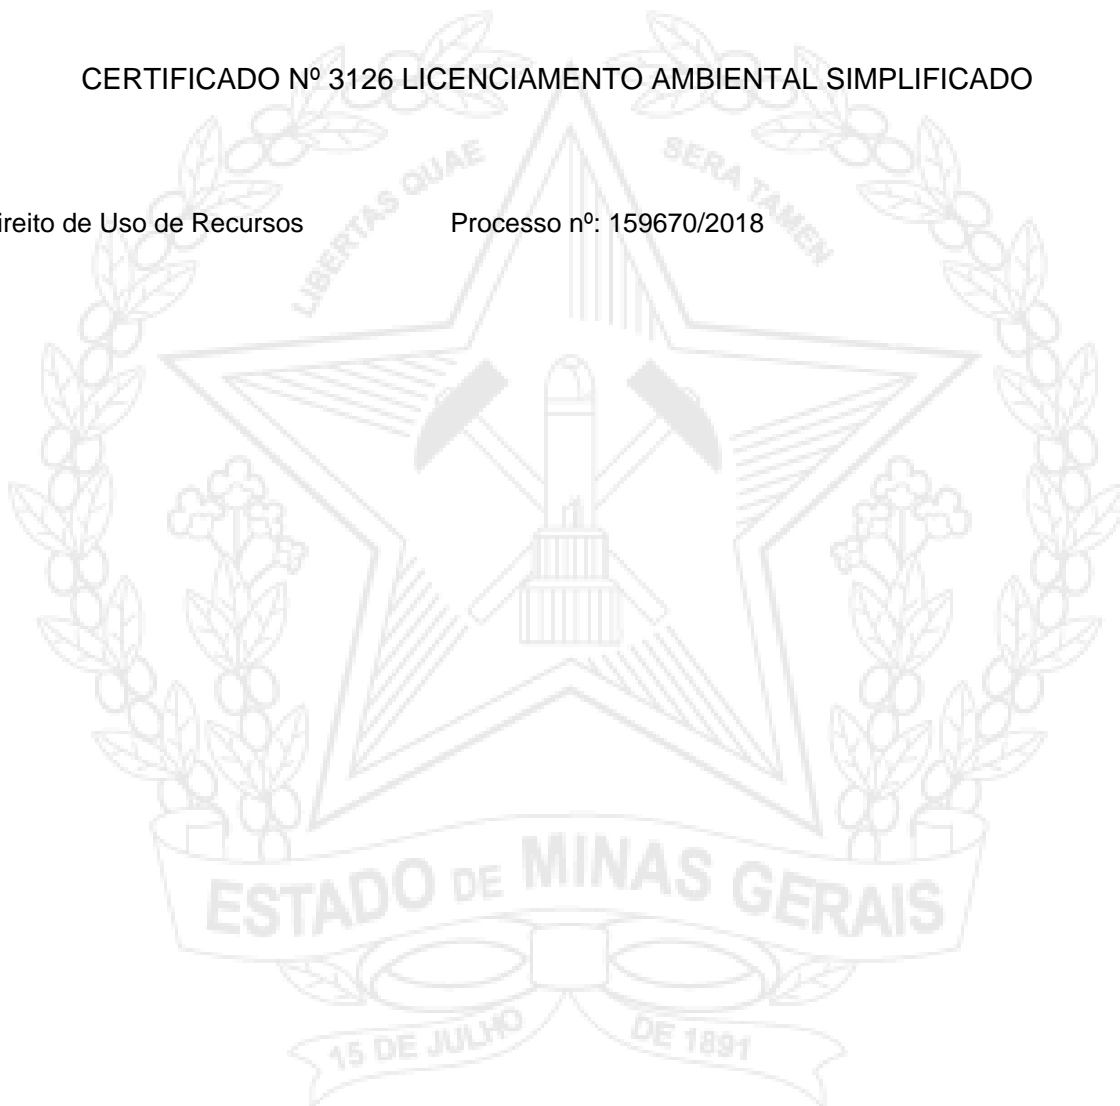 CERTIFICADO Nº 3126 LICENCIAMENTO AMBIENTAL SIMPLIFICADO
LIBERTAS QUAE SERA TAMEN
ireito de Uso de Recursos Processo nº: 159670/2018
ESTADO DE MINAS GERAIS
15 DE JULHO DE 1891